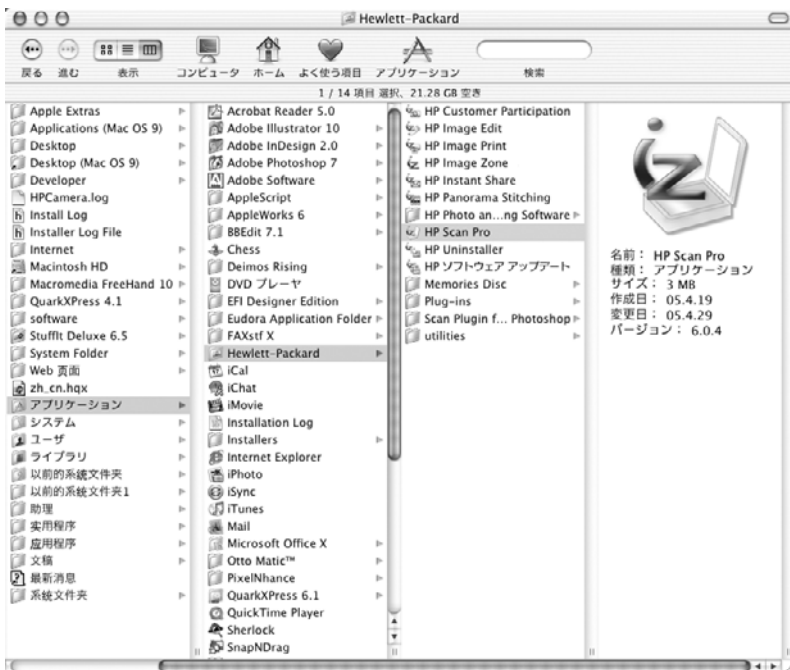 Hewlett-Packard
戻る 進む 表示 コンピュータ ホーム よく使う項目 アプリケーション 検索
1 / 14 項目 選択、21.28 GB 空き
Apple Extras
Applications (Mac OS 9)
Desktop
Desktop (Mac OS 9)
Developer
HPCamera.log
Install Log
Installer Log File
Internet
Macintosh HD
Macromedia FreeHand 10
QuarkXPress 4.1
software
StuffIt Deluxe 6.5
System Folder
Web 页面
zh_cn.hqx
アプリケーション
システム
ユーザ
ライブラリ
以前的系统文件夹
以前的系统文件夹1
助理
实用程序
应用程序
文稿
最新消息
系统文件夹
Acrobat Reader 5.0
Adobe Illustrator 10
Adobe InDesign 2.0
Adobe Photoshop 7
Adobe Software
AppleScript
AppleWorks 6
BBEdit 7.1
Chess
Deimos Rising
DVD プレーヤ
EFI Designer Edition
Eudora Application Folder
FAXstf X
Hewlett-Packard
iCal
iChat
iMovie
Installation Log
Installers
Internet Explorer
iPhoto
iSync
iTunes
Mail
Microsoft Office X
Otto Matic™
PixelNhance
QuarkXPress 6.1
QuickTime Player
Sherlock
SnapNDrag
HP Customer Participation
HP Image Edit
HP Image Print
HP Image Zone
HP Instant Share
HP Panorama Stitching
HP Photo an...ng Software
HP Scan Pro
HP Uninstaller
HP ソフトウェア アップデート
Memories Disc
Plug-ins
Scan Plugin f... Photoshop
utilities
名前： HP Scan Pro
種類： アプリケーション
サイズ： 3 MB
作成日： 05.4.19
変更日： 05.4.29
バージョン： 6.0.4